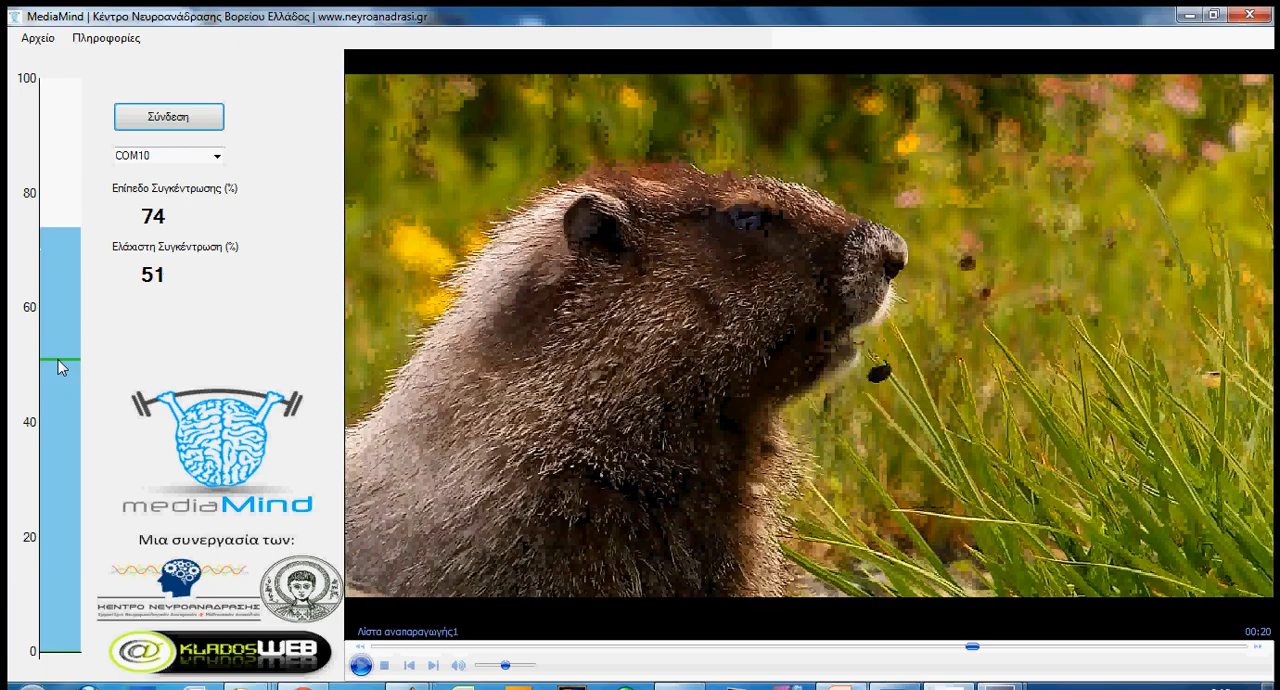 MediaMind | Κέντρο Νευροανάδρασης Βορείου Ελλάδος | www.neyroanadrasi.gr
Αρχείο Πληροφορίες
100
80
60
40
20
0
Σύνδεση
COM10
Επίπεδο Συγκέντρωσης (%)
74
Ελάχιστη Συγκέντρωση (%)
51
mediaMind
Μια συνεργασία των:
ΚΕΝΤΡΟ ΝΕΥΡΟΑΝΑΔΡΑΣΗΣ
@ KLADOSWEB
Λίστα αναπαραγωγής1
00:20